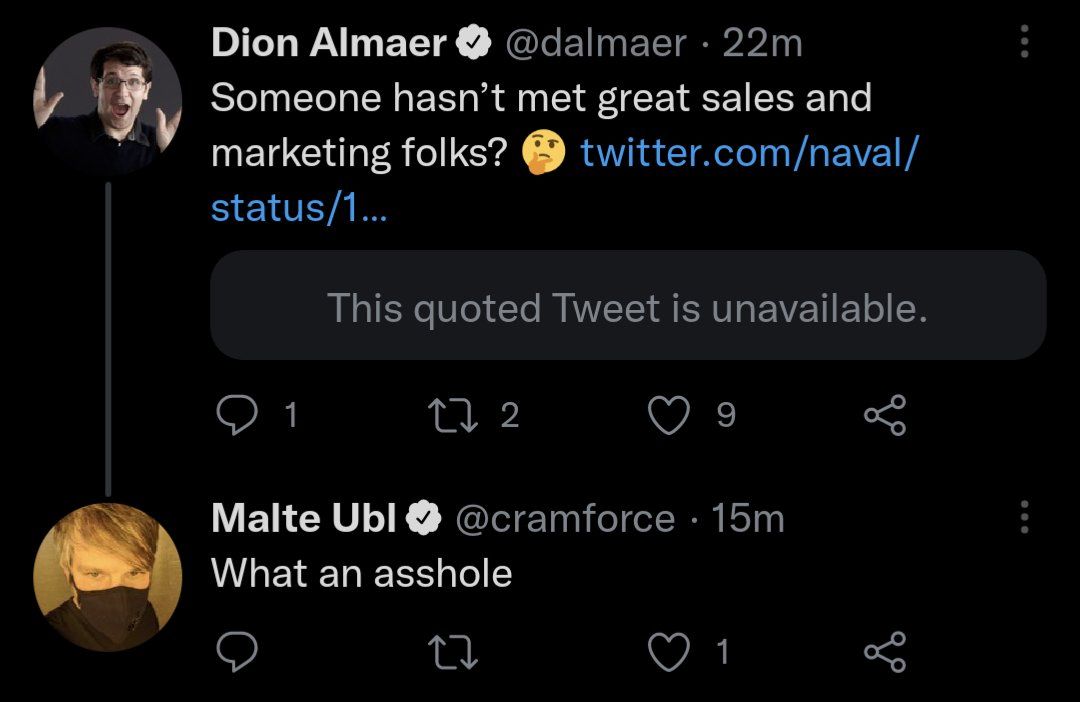 Dion Almaer @dalmaer · 22m
Someone hasn’t met great sales and
marketing folks? 🤔 twitter.com/naval/
status/1...
This quoted Tweet is unavailable.
1 2 9
Malte Ubl @cramforce · 15m
What an asshole
1